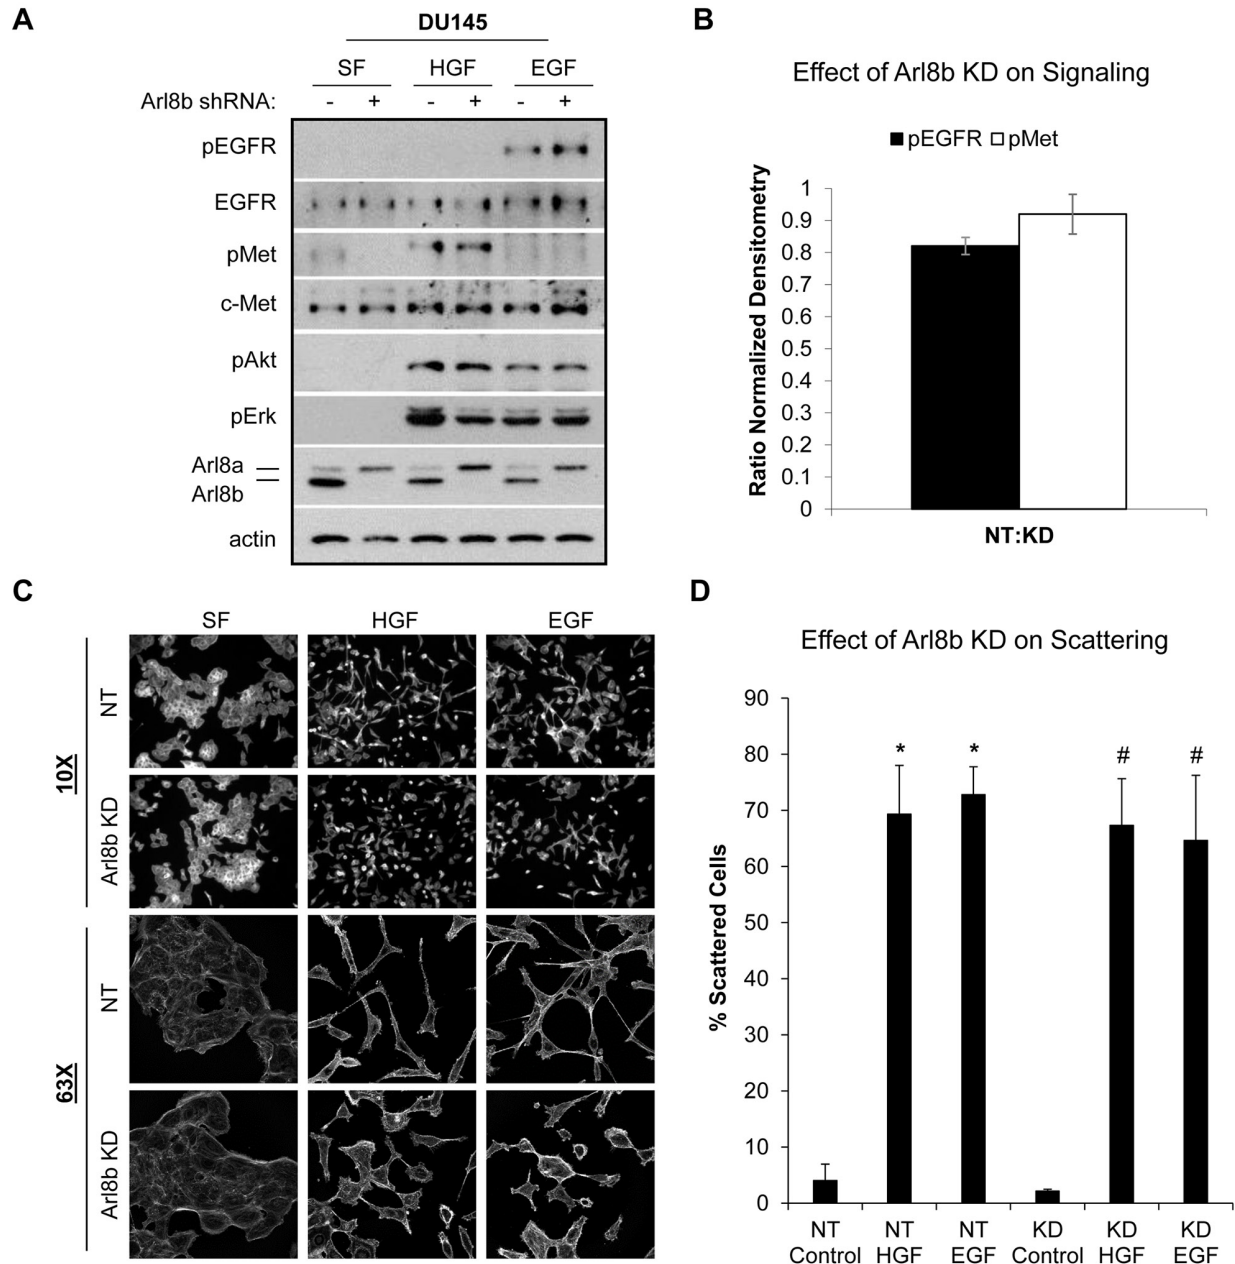 A
DU145
SF HGF EGF
Arl8b shRNA: - + - + - +
pEGFR
EGFR
pMet
c-Met
pAkt
pErk
Arl8a
Arl8b
actin
B
Effect of Arl8b KD on Signaling
pEGFR pMet
Ratio Normalized Densitometry
1
0.9
0.8
0.7
0.6
0.5
0.4
0.3
0.2
0.1
0
NT:KD
C
SF HGF EGF
10X
NT
Arl8b KD
63X
NT
Arl8b KD
D
Effect of Arl8b KD on Scattering
% Scattered Cells
90
80
70
60
50
40
30
20
10
0
* * # #
NT NT NT KD KD KD
Control HGF EGF Control HGF EGF